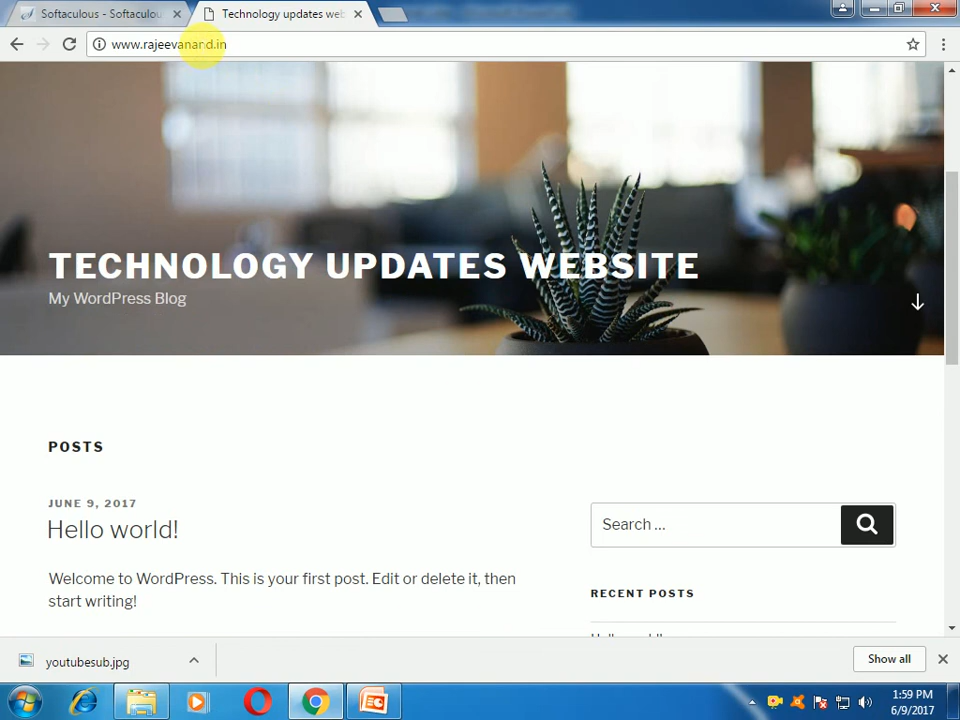 Softaculous - Softaculou
Technology updates web
www.rajeevanand.in
TECHNOLOGY UPDATES WEBSITE
My WordPress Blog
POSTS
JUNE 9, 2017
Hello world!
Welcome to WordPress. This is your first post. Edit or delete it, then
start writing!
Search ...
RECENT POSTS
Hello world!
youtubesub.jpg
Show all
1:59 PM
6/9/2017